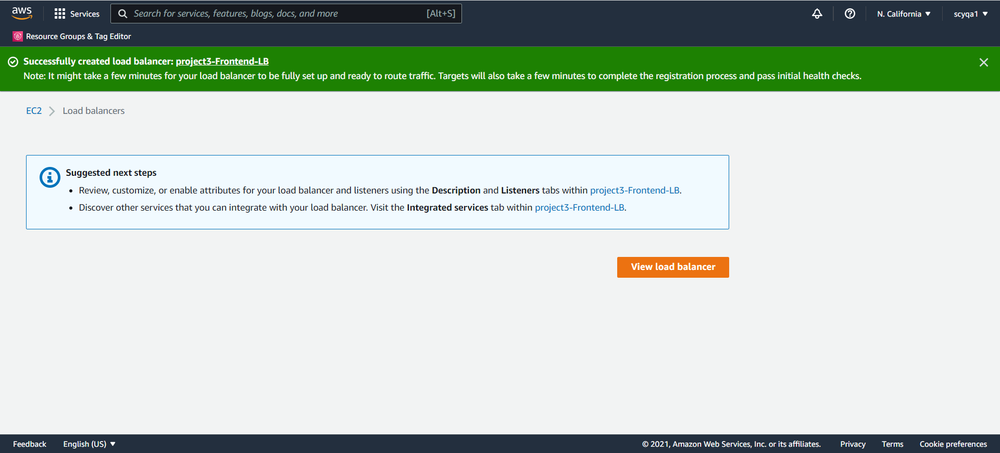 aws
Services
Search for services, features, blogs, docs, and more
[Alt+S]
N. California
scyqa1
Resource Groups & Tag Editor
Successfully created load balancer: project3-Frontend-LB
Note: It might take a few minutes for your load balancer to be fully set up and ready to route traffic. Targets will also take a few minutes to complete the registration process and pass initial health checks.
EC2
Load balancers
Suggested next steps
Review, customize, or enable attributes for your load balancer and listeners using the Description and Listeners tabs within project3-Frontend-LB.
Discover other services that you can integrate with your load balancer. Visit the Integrated services tab within project3-Frontend-LB.
View load balancer
Feedback
English (US)
© 2021, Amazon Web Services, Inc. or its affiliates.
Privacy
Terms
Cookie preferences